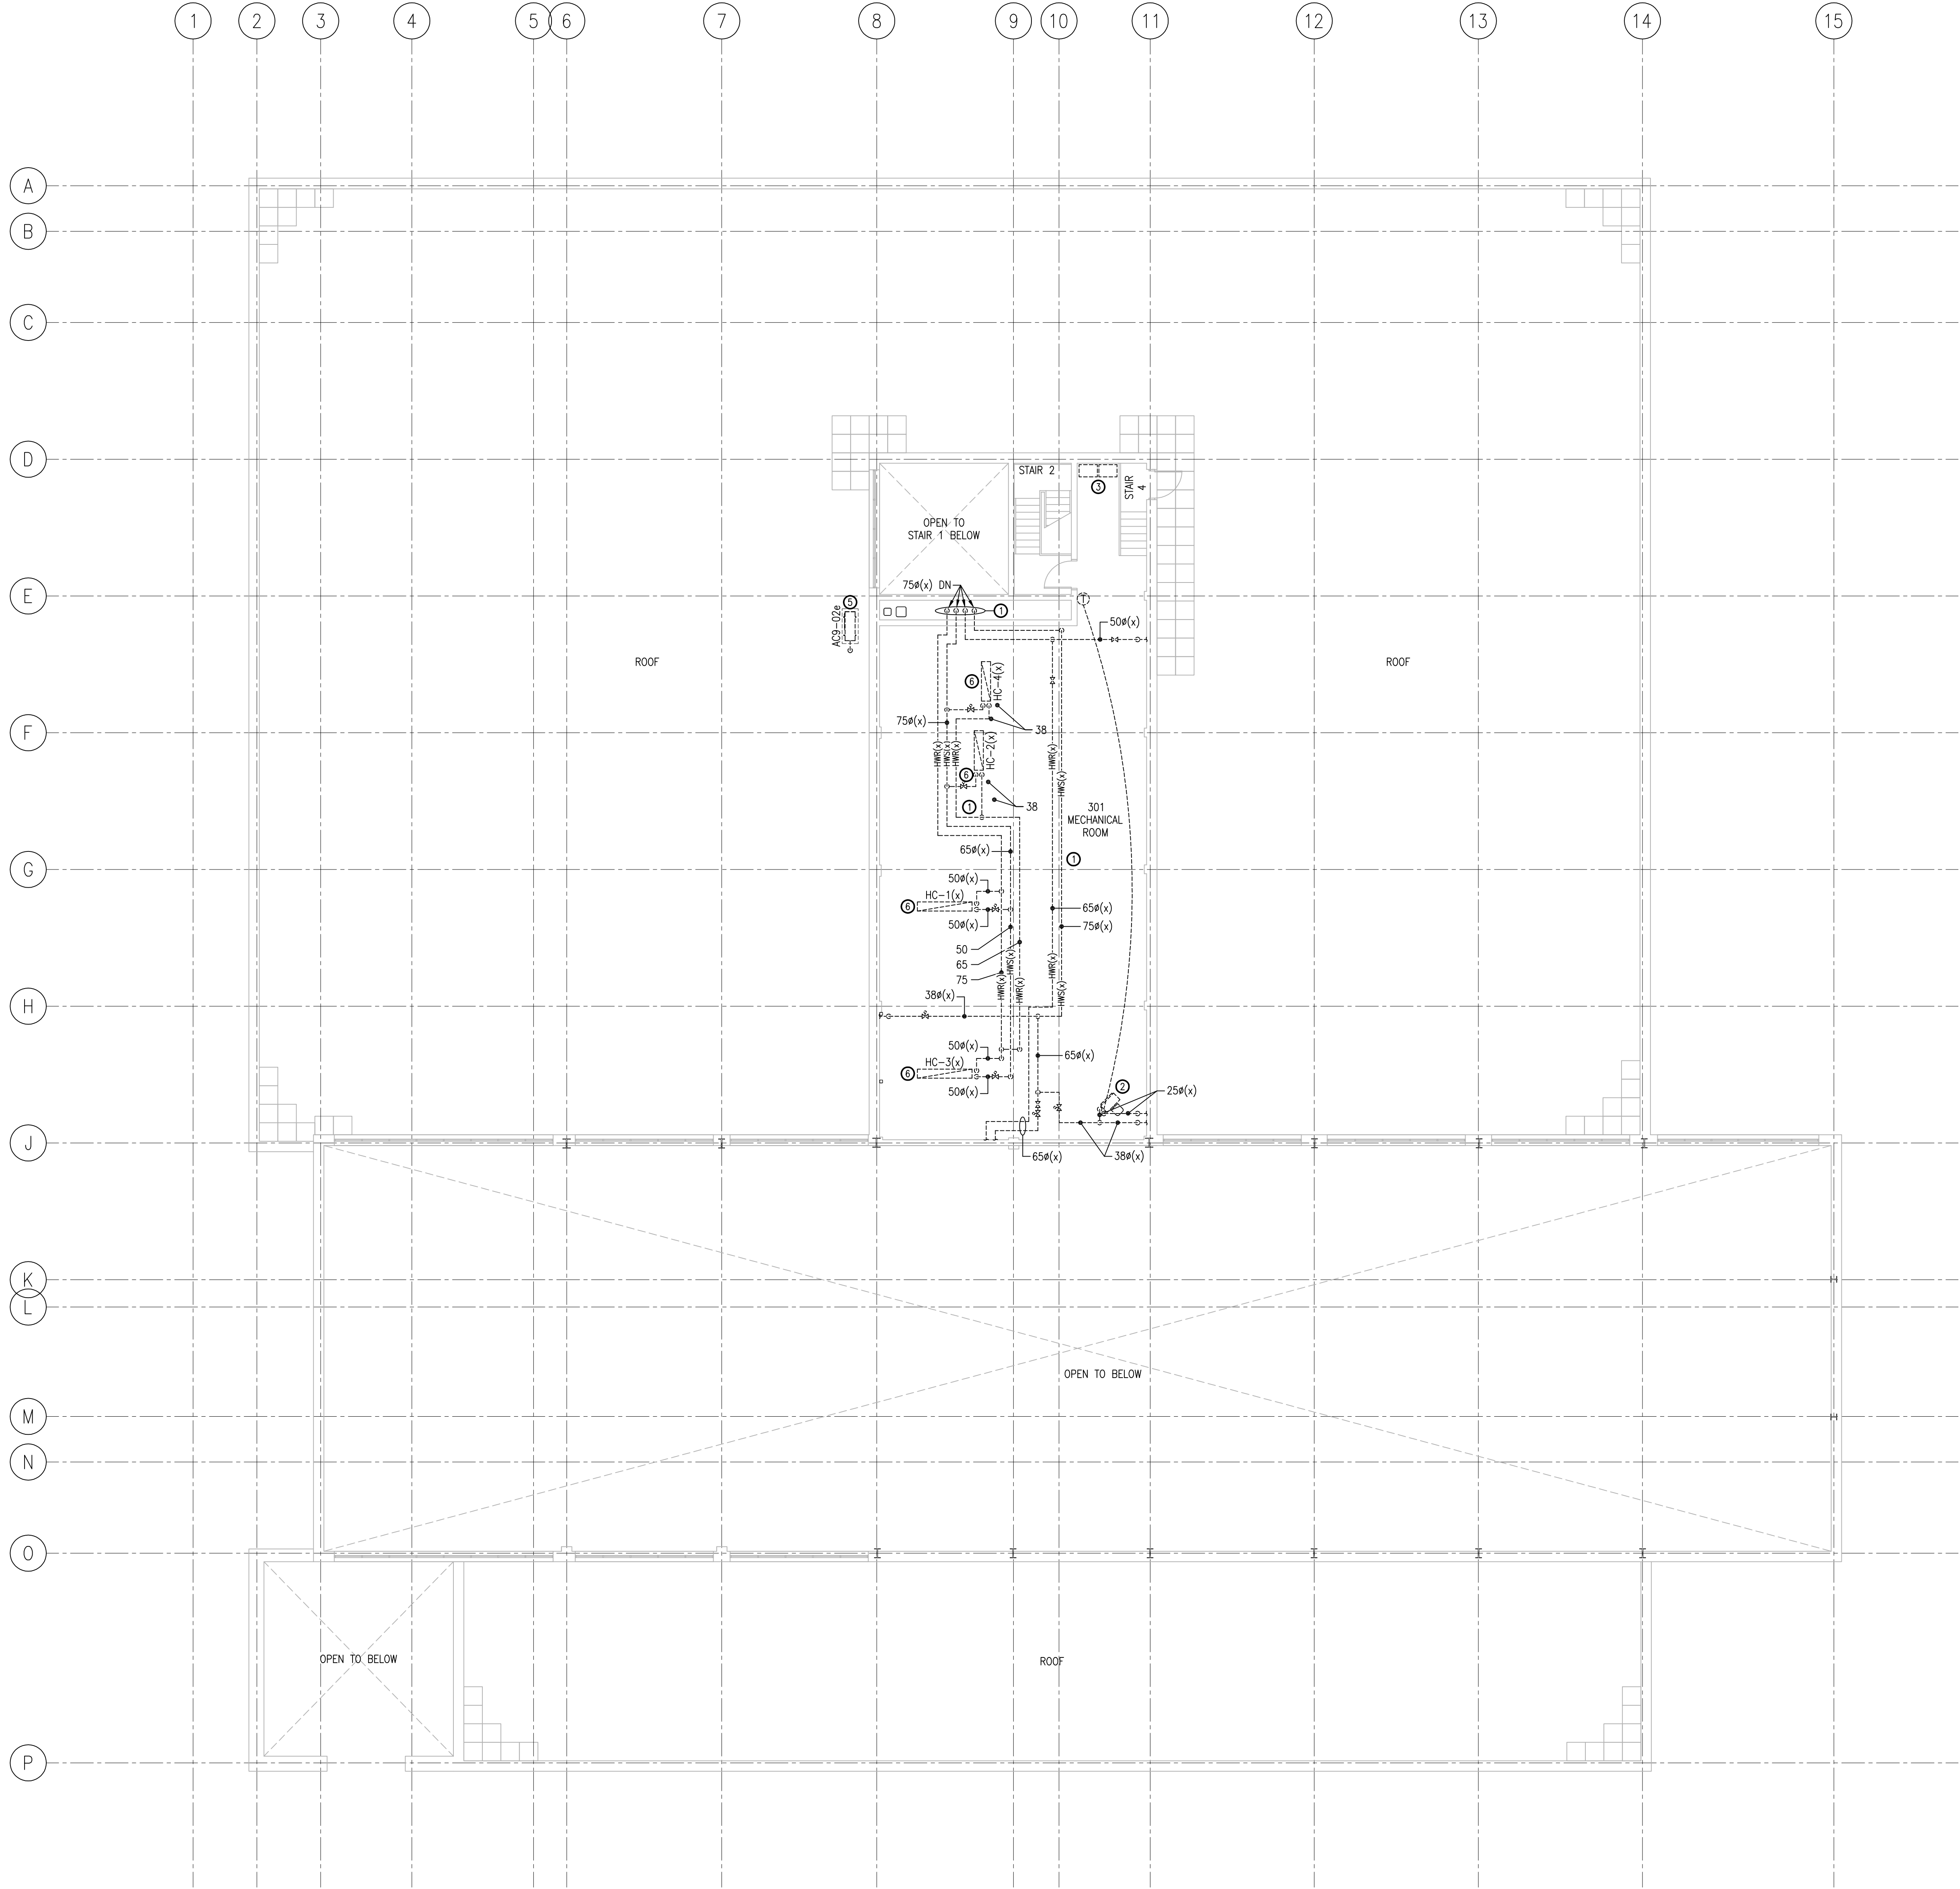 1
2
3
4
5
6
7
8
9
10
11
12
13
14
15
A
B
C
D
STAIR 2
3
STAIR
4
OPEN TO
STAIR 1 BELOW
75ø(x) DN
E
5
AC9-02e
1
T
50ø(x)
ROOF
ROOF
6
HC-4(x)
75ø(x)
38
F
HWR(x)
HWS(x)
HWR(x)
HC-2(x)
HWR(x)
6
HWS(x)
1
38
301
MECHANICAL
ROOM
65ø(x)
1
G
50ø(x)
HC-1(x)
6
65ø(x)
50ø(x)
75ø(x)
50
65
HWS(x)
HWR(x)
75
HWR(x)
HWR(x)
HWS(x)
38ø(x)
H
50ø(x)
65ø(x)
HC-3(x)
6
2
50ø(x)
25ø(x)
J
65ø(x)
38ø(x)
K
L
OPEN TO BELOW
M
N
O
OPEN TO BELOW
ROOF
P